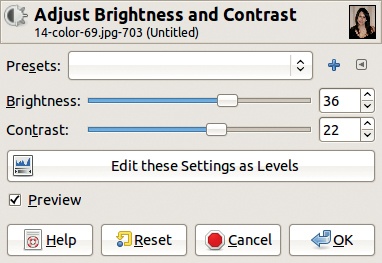 Adjust Brightness and Contrast
14-color-69.jpg-703 (Untitled)
Presets:
Brightness: 36
Contrast: 22
Edit these Settings as Levels
Preview
Help Reset Cancel OK